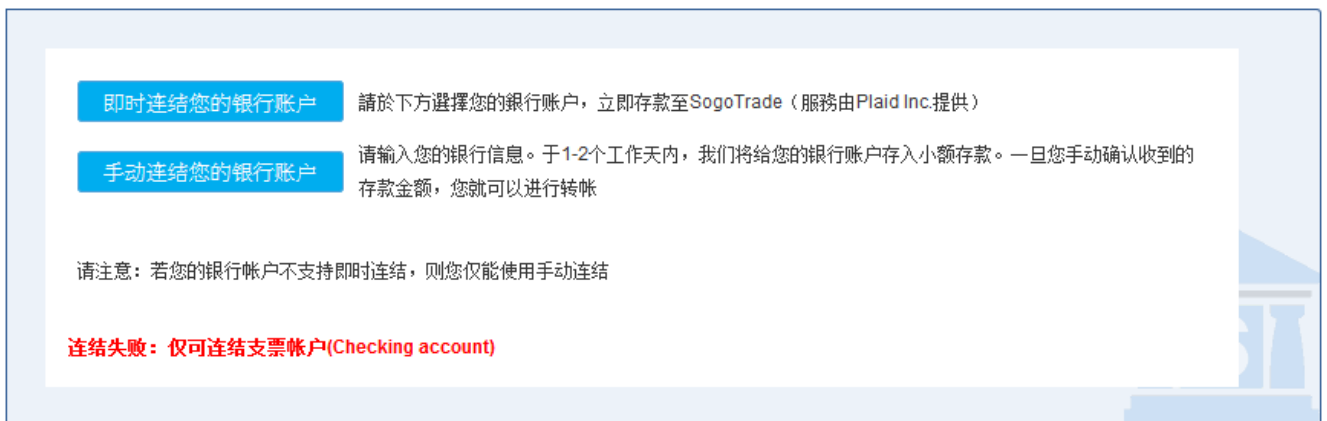 即时连结您的银行账户
請於下方選擇您的銀行账户，立即存款至SogoTrade（服務由Plaid Inc.提供）
手动连结您的银行账户
请输入您的银行信息。于1-2个工作天内，我们将给您的银行账户存入小额存款。一旦您手动确认收到的
存款金额，您就可以进行转帐
请注意：若您的银行帐户不支持即时连结，则您仅能使用手动连结
连结失败：仅可连结支票帐户(Checking account)